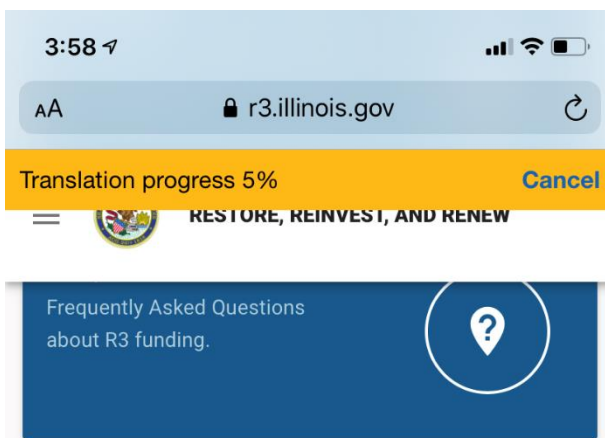 3:58
AA r3.illinois.gov
Translation progress 5% Cancel
RESTORE, REINVEST, AND RENEW
Frequently Asked Questions
about R3 funding.
?